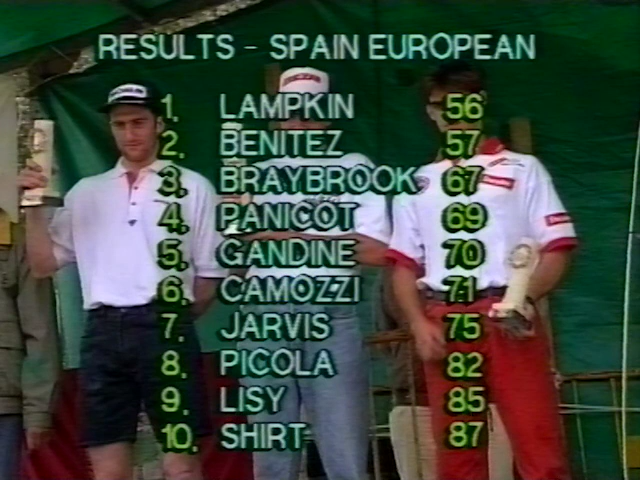 RESULTS - SPAIN EUROPEAN
1. LAMPKIN 56
2. BENITEZ 57
3. BRAYBROOK 67
4. PANICOT 69
5. GANDINE 70
6. CAMOZZI 71
7. JARVIS 75
8. PICOLA 82
9. LISY 85
10. SHIRT 87